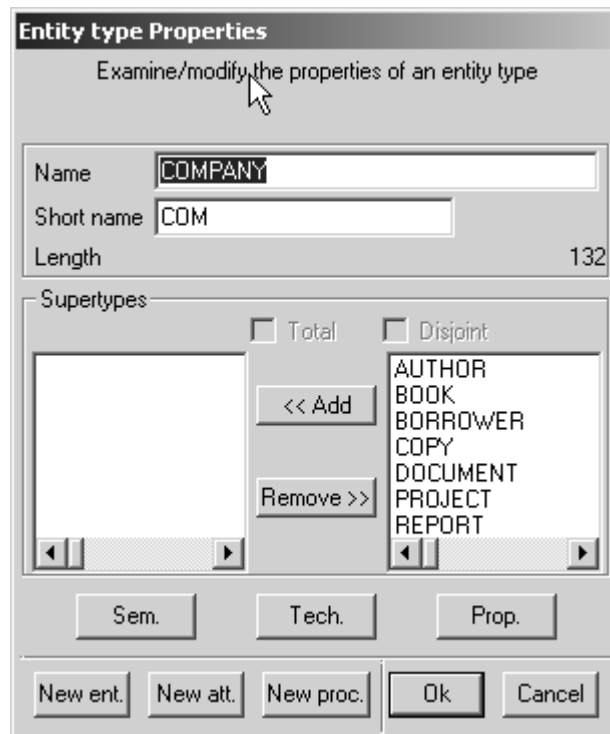 Entity type Properties
Examine/modify the properties of an entity type
Name COMPANY
Short name COM
Length 132
Supertypes
Total Disjoint
AUTHOR
BOOK
BORROWER
COPY
DOCUMENT
PROJECT
REPORT
<< Add
Remove >>
Sem. Tech. Prop.
New ent. New att. New proc. Ok Cancel